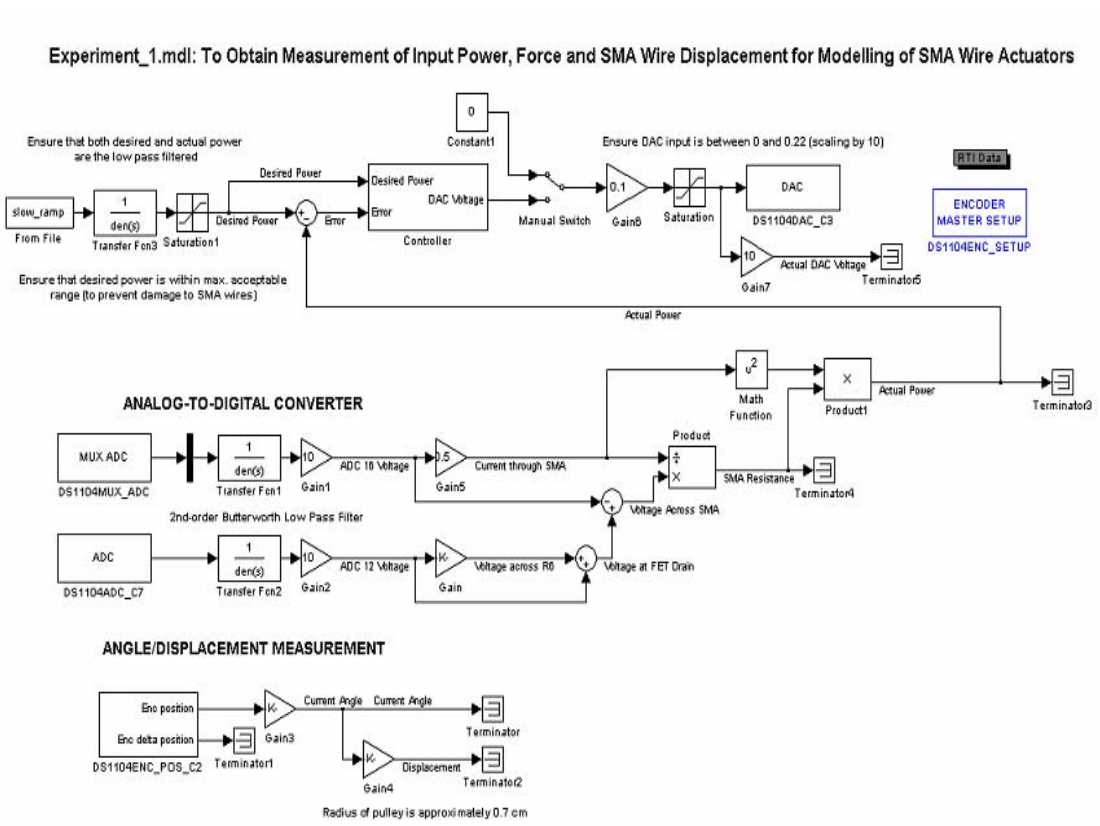 Experiment_1.mdl: To Obtain Measurement of Input Power, Force and SMA Wire Displacement for Modelling of SMA Wire Actuators
0
Constant1
Ensure that both desired and actual power
are the low pass filtered
Ensure DAC input is between 0 and 0.22 (scaling by 10)
RTI Data
slow_ramp
From File
1
den(s)
Transfer Fcn3
Saturation1
Desired Power
Desired Power
Error
Desired Power
Error
DAC Voltage
Controller
Manual Switch
0.1
Gain6
Saturation
DAC
DS1104DAC_C3
ENCODER
MASTER SETUP
DS1104ENC_SETUP
10
Gain7
Actual DAC Voltage
Terminator5
Ensure that desired power is within max. acceptable
range (to prevent damage to SMA wires)
Actual Power
u2
Math
Function
X
Product1
Actual Power
Terminator3
ANALOG-TO-DIGITAL CONVERTER
MUX ADC
DS1104MUX_ADC
1
den(s)
Transfer Fcn1
10
Gain1
ADC 10 Voltage
0.5
Gain5
Current through SMA
Product
÷
X
SMA Resistance
Terminator4
Voltage Across SMA
2nd-order Butterworth Low Pass Filter
ADC
DS1104ADC_C7
1
den(s)
Transfer Fcn2
10
Gain2
ADC 12 Voltage
K-
Gain
Voltage across R6
Voltage at FET Drain
ANGLE/DISPLACEMENT MEASUREMENT
Enc position
Enc delta position
DS1104ENC_POS_C2
Terminator1
K-
Gain3
Current Angle
Current Angle
Terminator
K-
Gain4
Displacement
Terminator2
Radius of pulley is approximately 0.7 cm